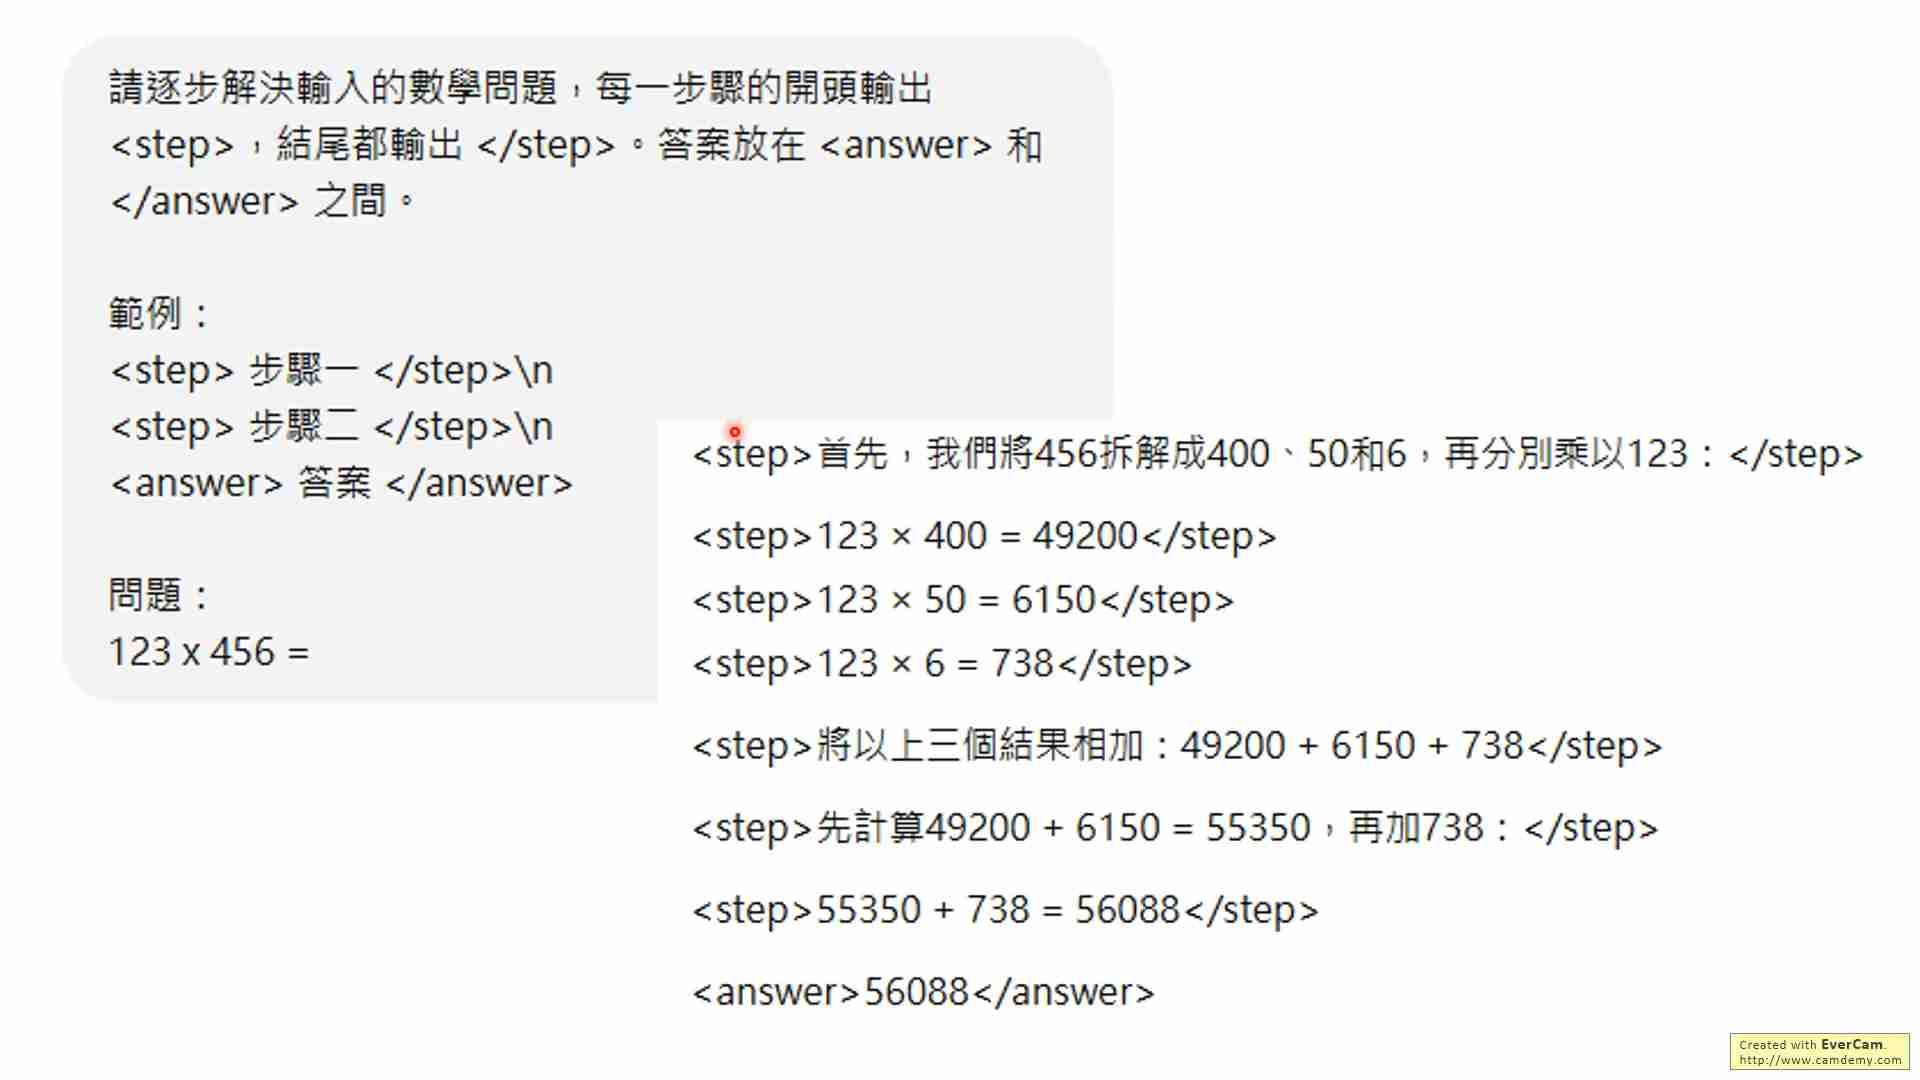 請逐步解決輸入的數學問題，每一步驟的開頭輸出
<step>，結尾都輸出 </step>。答案放在 <answer> 和
</answer> 之間。
範例：
<step> 步驟一 </step>\n
<step> 步驟二 </step>\n
<answer> 答案 </answer>
問題：
123 x 456 =
<step>首先，我們將456拆解成400、50和6，再分別乘以123：</step>
<step>123 × 400 = 49200</step>
<step>123 × 50 = 6150</step>
<step>123 × 6 = 738</step>
<step>將以上三個結果相加：49200 + 6150 + 738</step>
<step>先計算49200 + 6150 = 55350，再加738：</step>
<step>55350 + 738 = 56088</step>
<answer>56088</answer>
Created with EverCam.
http://www.camdemy.com